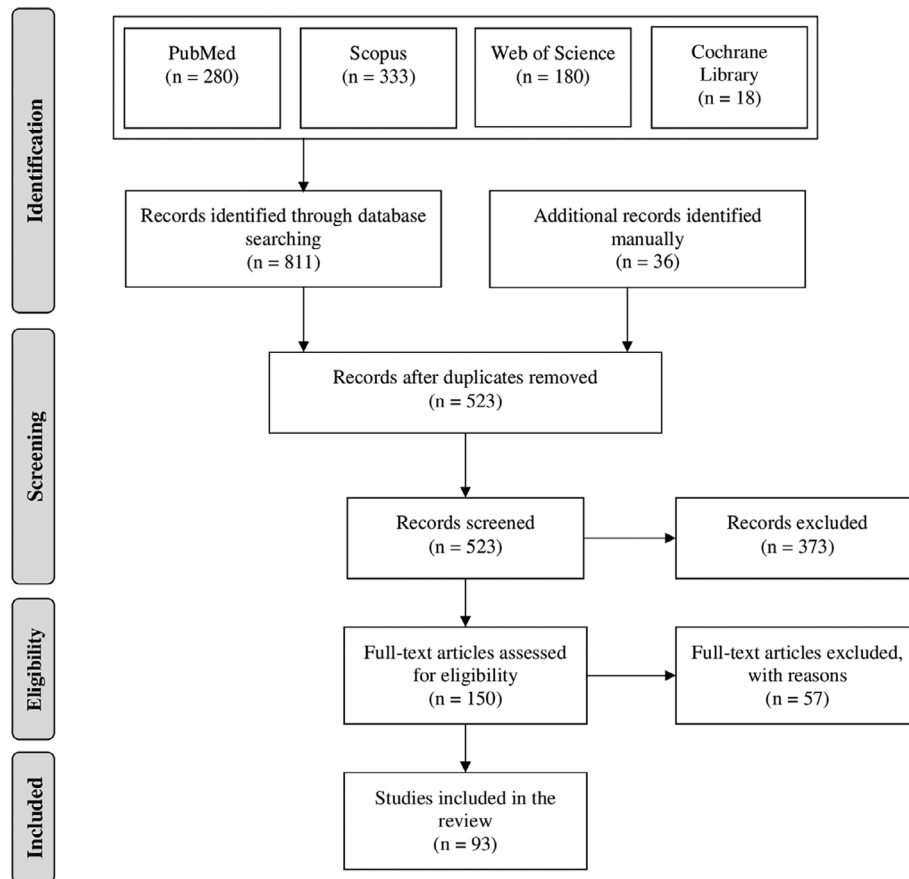 Identification
PubMed
(n = 280)
Scopus
(n = 333)
Web of Science
(n = 180)
Cochrane
Library
(n = 18)
Records identified through database
searching
(n = 811)
Additional records identified
manually
(n = 36)
Screening
Records after duplicates removed
(n = 523)
Records screened
(n = 523)
Records excluded
(n = 373)
Eligibility
Full-text articles assessed
for eligibility
(n = 150)
Full-text articles excluded,
with reasons
(n = 57)
Included
Studies included in the
review
(n = 93)